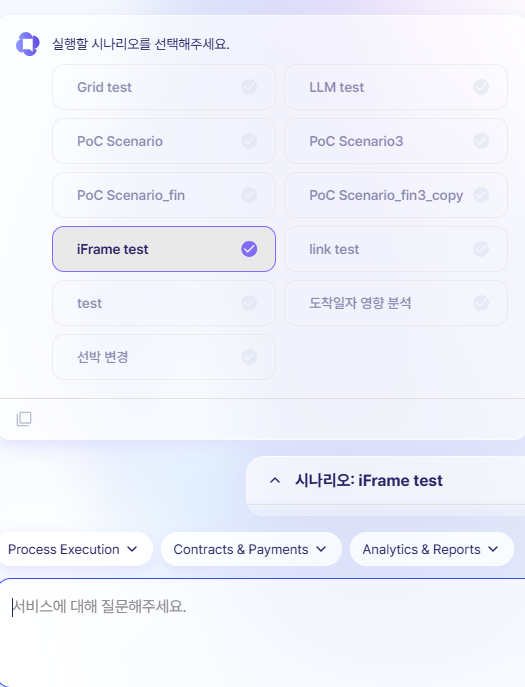 실행할 시나리오를 선택해주세요.
Grid test
LLM test
PoC Scenario
PoC Scenario3
PoC Scenario_fin
PoC Scenario_fin3_copy
iFrame test
link test
test
도착일자 영향 분석
선박 변경
시나리오: iFrame test
Process Execution
Contracts & Payments
Analytics & Reports
서비스에 대해 질문해주세요.